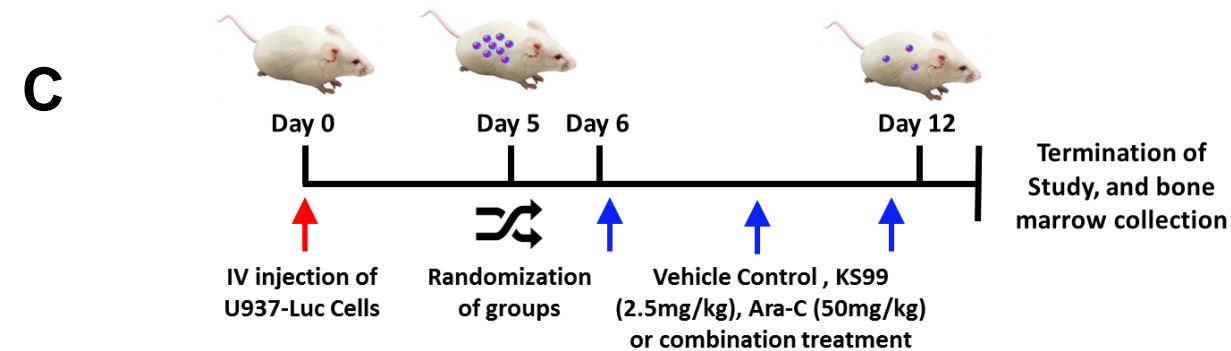 C
Day 0
Day 5
Day 6
Day 12
Termination of
Study, and bone
marrow collection
IV injection of
U937-Luc Cells
Randomization
of groups
Vehicle Control , KS99
(2.5mg/kg), Ara-C (50mg/kg)
or combination treatment